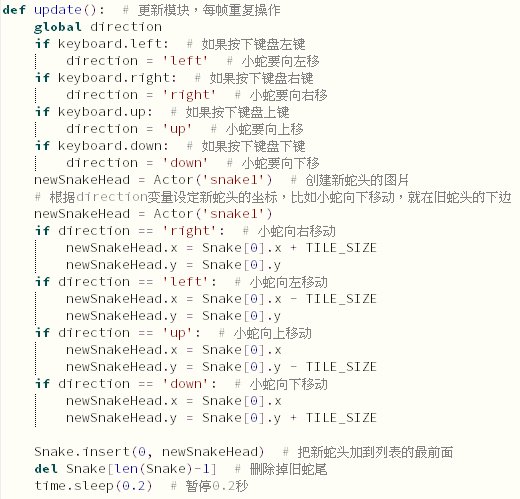 def update():  # 更新模块，每帧重复操作
    global direction
    if keyboard.left:  # 如果按下键盘左键
        direction = 'left'  # 小蛇要向左移
    if keyboard.right:  # 如果按下键盘右键
        direction = 'right'  # 小蛇要向右移
    if keyboard.up:  # 如果按下键盘上键
        direction = 'up'  # 小蛇要向上移
    if keyboard.down:  # 如果按下键盘下键
        direction = 'down'  # 小蛇要向下移
    newSnakeHead = Actor('snake1')  # 创建新蛇头的图片
    # 根据direction变量设定新蛇头的坐标，比如小蛇向下移动，就在旧蛇头的下边
    newSnakeHead = Actor('snake1')
    if direction == 'right':  # 小蛇向右移动
        newSnakeHead.x = Snake[0].x + TILE_SIZE
        newSnakeHead.y = Snake[0].y
    if direction == 'left':  # 小蛇向左移动
        newSnakeHead.x = Snake[0].x - TILE_SIZE
        newSnakeHead.y = Snake[0].y
    if direction == 'up':  # 小蛇向上移动
        newSnakeHead.x = Snake[0].x
        newSnakeHead.y = Snake[0].y - TILE_SIZE
    if direction == 'down':  # 小蛇向下移动
        newSnakeHead.x = Snake[0].x
        newSnakeHead.y = Snake[0].y + TILE_SIZE
    Snake.insert(0, newSnakeHead)  # 把新蛇头加到列表的最前面
    del Snake[len(Snake)-1]  # 删除掉旧蛇尾
    time.sleep(0.2)  # 暂停0.2秒